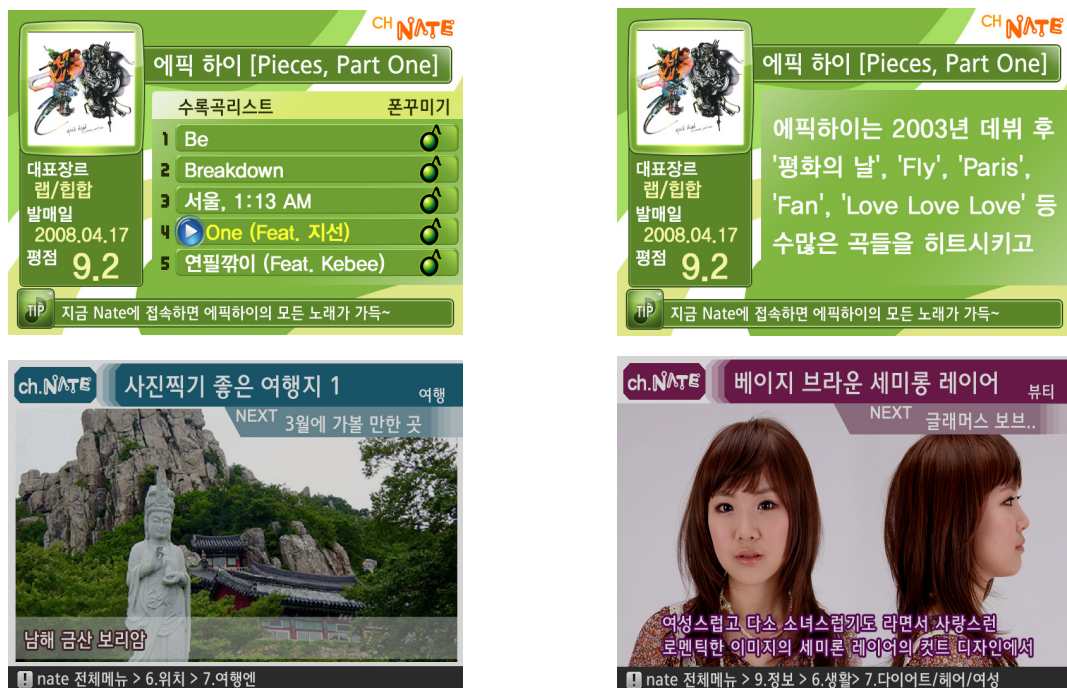 CH NATE
에픽 하이 [Pieces, Part One]
수록곡리스트 폰꾸미기
1 Be
2 Breakdown
3 서울, 1:13 AM
4 One (Feat. 지선)
5 연필깎이 (Feat. Kebee)
epik high
대표장르
랩/힙합
발매일
2008.04.17
평점 9.2
TIP 지금 Nate에 접속하면 에픽하이의 모든 노래가 가득~
CH NATE
에픽 하이 [Pieces, Part One]
에픽하이는 2003년 데뷔 후
'평화의 날', 'Fly', 'Paris',
'Fan', 'Love Love Love' 등
수많은 곡들을 히트시키고
epik high
대표장르
랩/힙합
발매일
2008.04.17
평점 9.2
TIP 지금 Nate에 접속하면 에픽하이의 모든 노래가 가득~
ch.NATE 사진찍기 좋은 여행지 1 여행
NEXT 3월에 가볼 만한 곳
남해 금산 보리암
! nate 전체메뉴 > 6.위치 > 7.여행엔
ch.NATE 베이지 브라운 세미롱 레이어 뷰티
NEXT 글래머스 보브..
여성스럽고 다소 소녀스럽기도 라면서 사랑스런
로멘틱한 이미지의 세미론 레이어의 컷트 디자인에서
! nate 전체메뉴 > 9.정보 > 6.생활> 7.다이어트/헤어/여성